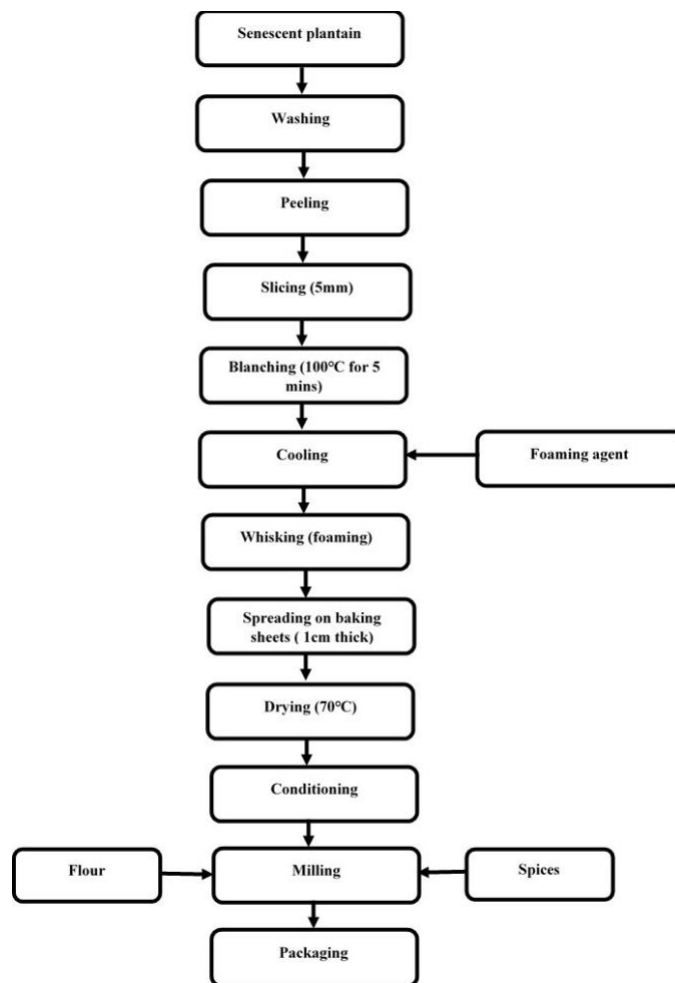 Senescent plantain
Washing
Peeling
Slicing (5mm)
Blanching (100°C for 5
mins)
Cooling
Foaming agent
Whisking (foaming)
Spreading on baking
sheets ( 1cm thick)
Drying (70°C)
Conditioning
Flour
Milling
Spices
Packaging